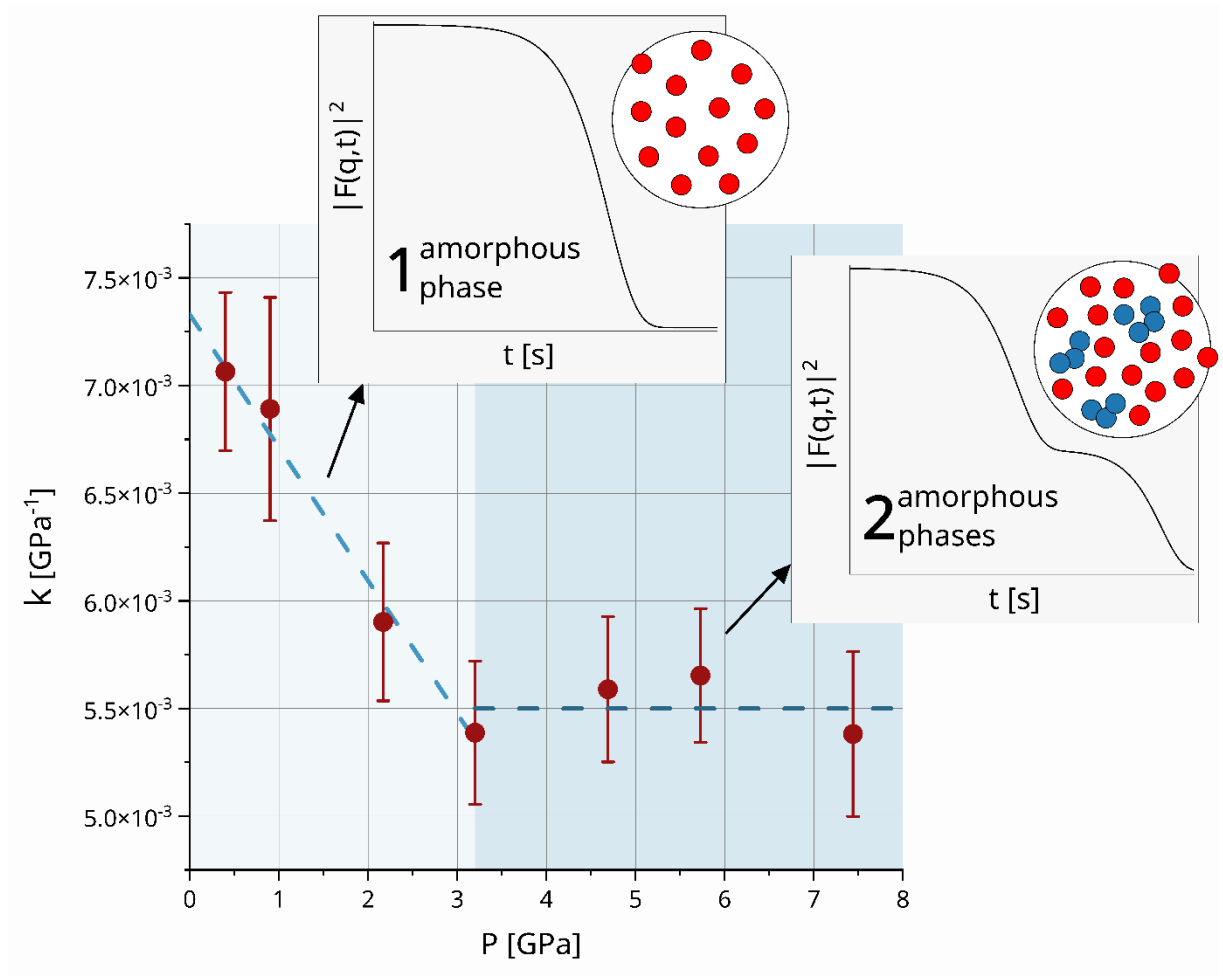 |F(q,t)|²
1 amorphous
phase
t [s]
|F(q,t)|²
2 amorphous
phases
t [s]
k [GPa⁻¹]
7.5×10⁻³
7.0×10⁻³
6.5×10⁻³
6.0×10⁻³
5.5×10⁻³
5.0×10⁻³
0 1 2 3 4 5 6 7 8
P [GPa]